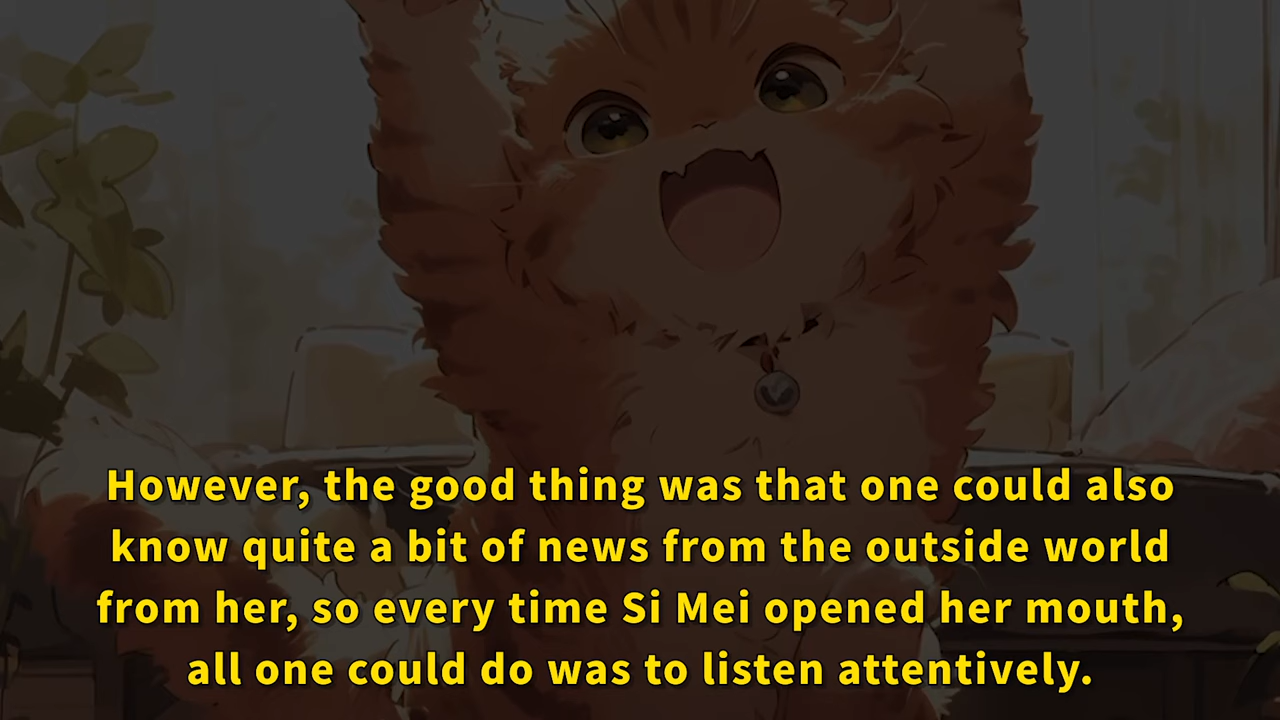 However, the good thing was that one could also
know quite a bit of news from the outside world
from her, so every time Si Mei opened her mouth,
all one could do was to listen attentively.